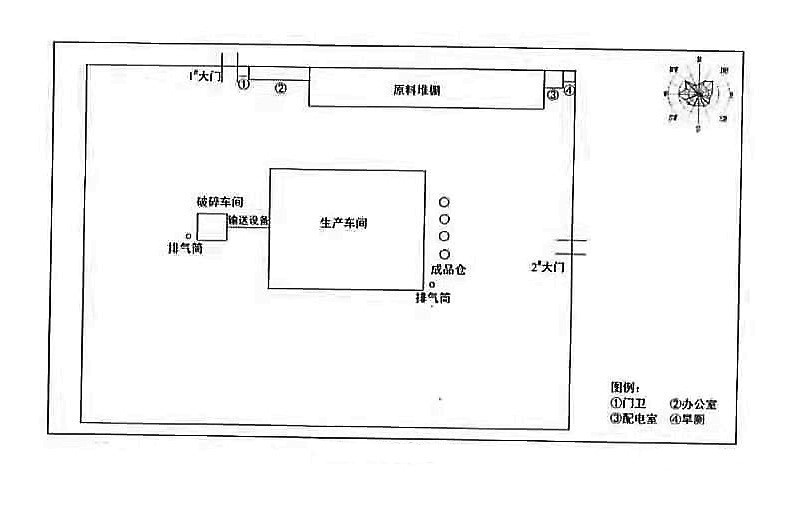 1#大门
①
②
原料堆棚
③
④
N
破碎车间
输送设备
生产车间
排气筒
成品仓
2#大门
排气筒
图例：
①门卫 ②办公室
③配电室 ④旱厕